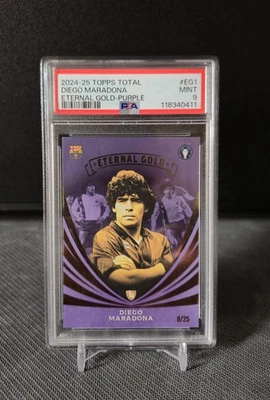 2024-25 TOPPS TOTAL #EG1
DIEGO MARADONA MINT
ETERNAL GOLD-PURPLE 9
PSA 118340411
ETERNAL GOLD
DIEGO
MARADONA
8/25